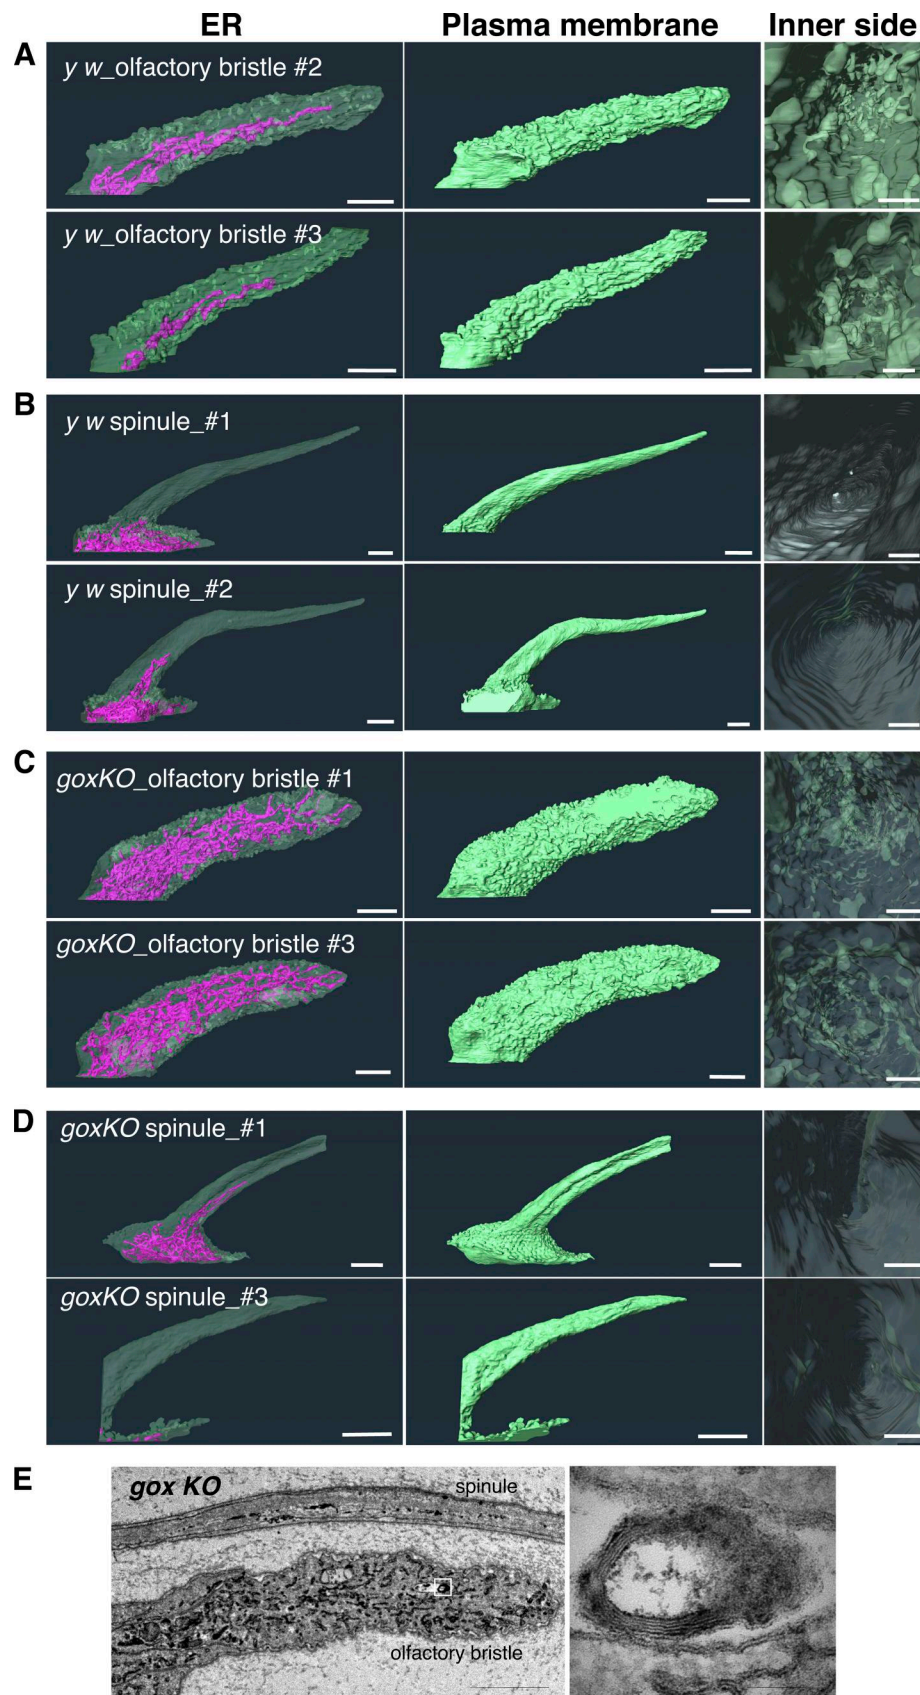 ER
Plasma membrane
Inner side
A
y w_olfactory bristle #2
y w_olfactory bristle #3
B
y w spinule_#1
y w spinule_#2
C
goxKO_olfactory bristle #1
goxKO_olfactory bristle #3
D
goxKO spinule_#1
goxKO spinule_#3
E
gox KO
spinule
olfactory bristle